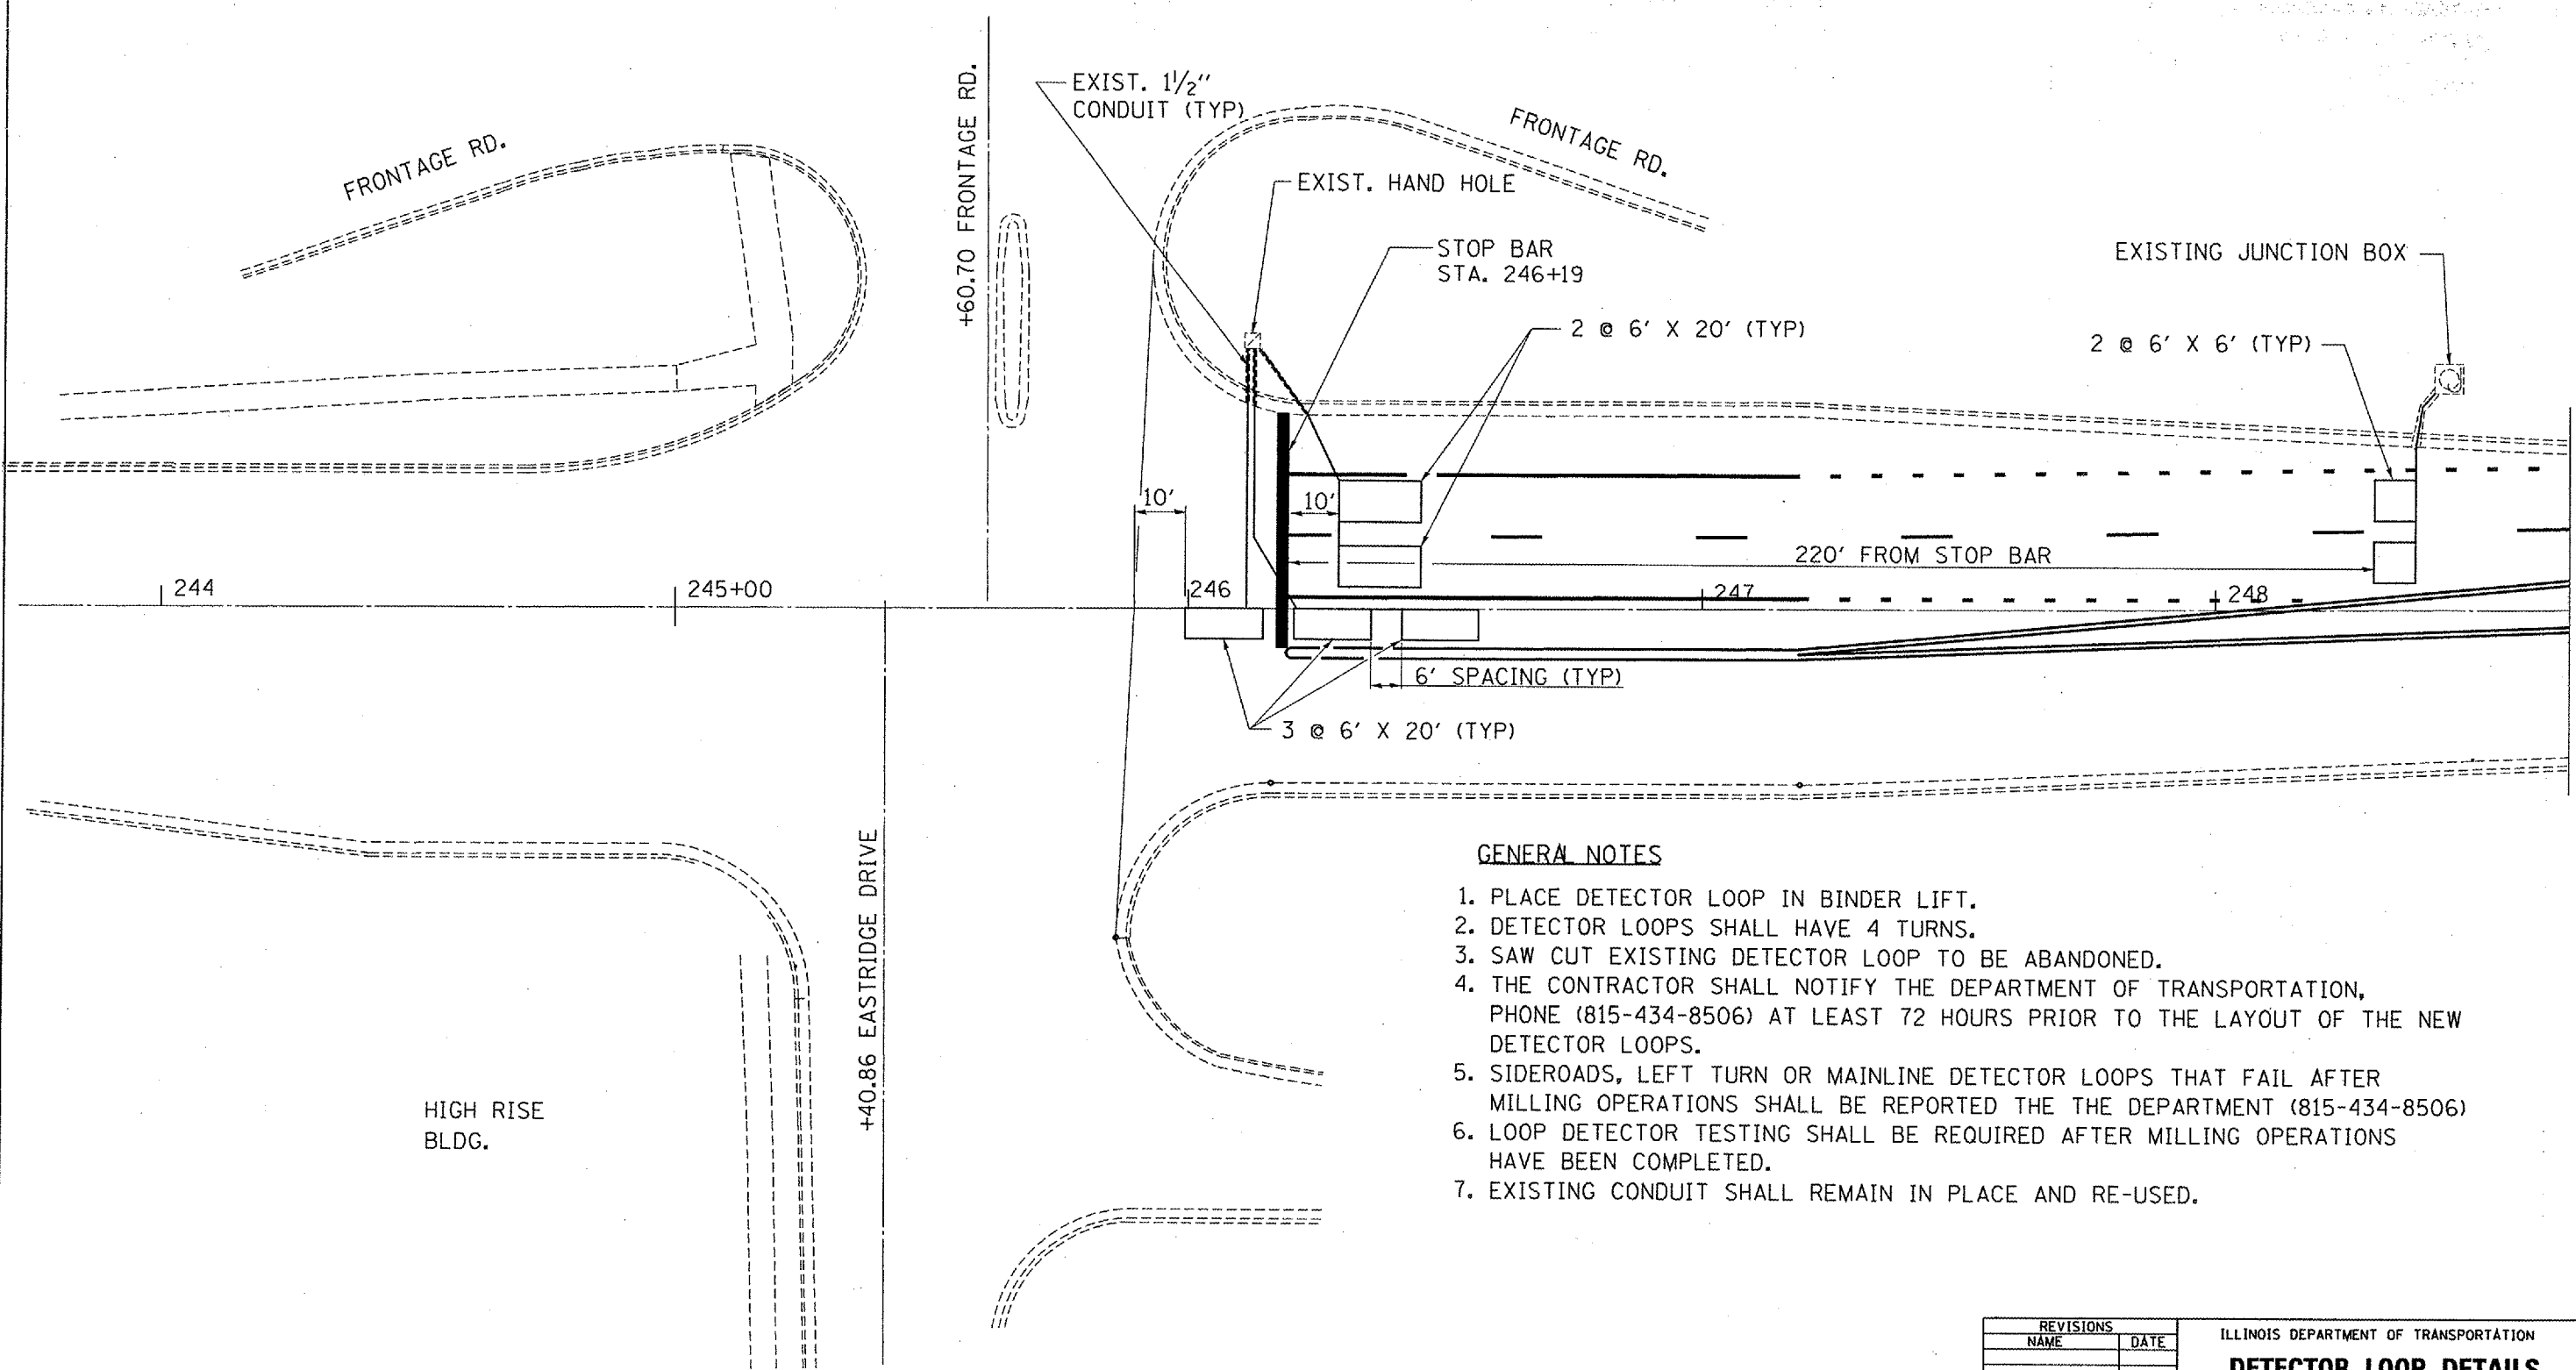 EXIST. 1½"
CONDUIT (TYP)
FRONTAGE RD.
FRONTAGE RD.
+60.70 FRONTAGE RD.
EXIST. HAND HOLE
STOP BAR
STA. 246+19
EXISTING JUNCTION BOX
2 @ 6' X 20' (TYP)
2 @ 6' X 6' (TYP)
10'
10'
220' FROM STOP BAR
244
245+00
246
247
248
6' SPACING (TYP)
3 @ 6' X 20' (TYP)
+40.86 EASTRIDGE DRIVE
HIGH RISE
BLDG.
GENERAL NOTES
1. PLACE DETECTOR LOOP IN BINDER LIFT.
2. DETECTOR LOOPS SHALL HAVE 4 TURNS.
3. SAW CUT EXISTING DETECTOR LOOP TO BE ABANDONED.
4. THE CONTRACTOR SHALL NOTIFY THE DEPARTMENT OF TRANSPORTATION,
PHONE (815-434-8506) AT LEAST 72 HOURS PRIOR TO THE LAYOUT OF THE NEW
DETECTOR LOOPS.
5. SIDEROADS, LEFT TURN OR MAINLINE DETECTOR LOOPS THAT FAIL AFTER
MILLING OPERATIONS SHALL BE REPORTED THE THE DEPARTMENT (815-434-8506)
6. LOOP DETECTOR TESTING SHALL BE REQUIRED AFTER MILLING OPERATIONS
HAVE BEEN COMPLETED.
7. EXISTING CONDUIT SHALL REMAIN IN PLACE AND RE-USED.
REVISIONS
NAME DATE
ILLINOIS DEPARTMENT OF TRANSPORTATION
DETECTOR LOOP DETAILS